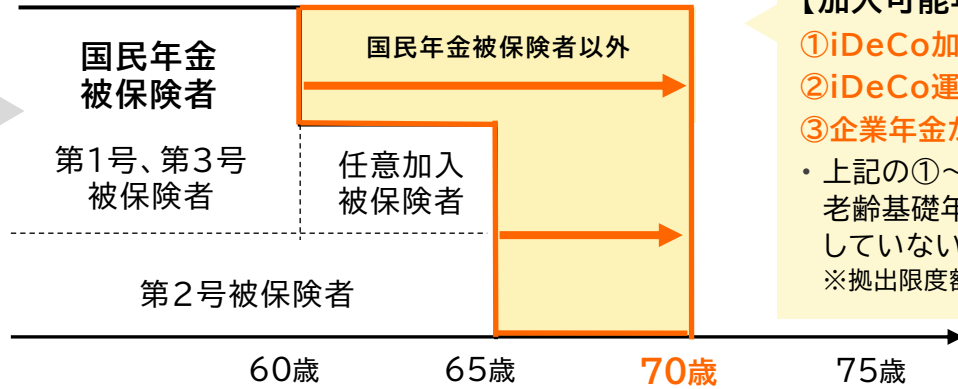 国民年金
被保険者
国民年金被保険者以外
第1号、第3号
被保険者
任意加入
被保険者
第2号被保険者
60歳
65歳
70歳
75歳
【加入可能
①iDeCo加
②iDeCo運
③企業年金
・上記の①～
老齢基礎年
していない
※拠出限度額